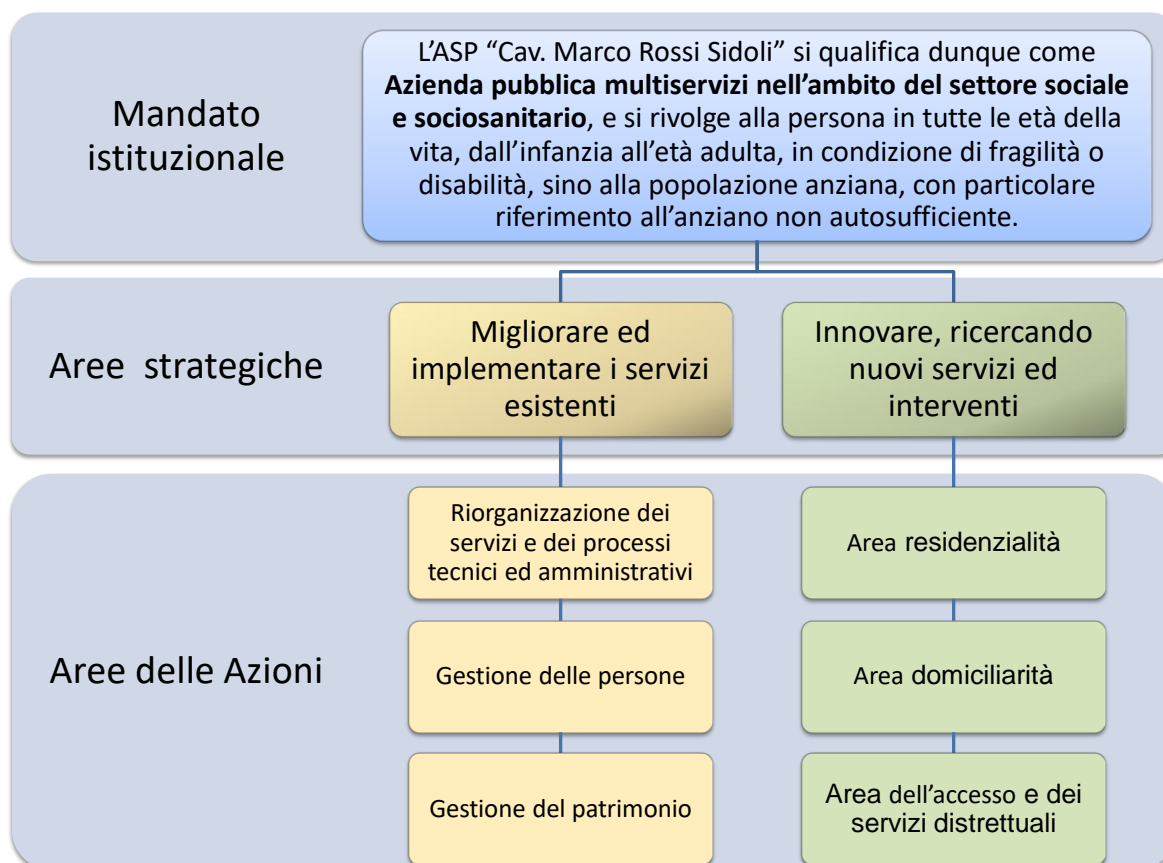 Mandato
istituzionale
L'ASP “Cav. Marco Rossi Sidoli” si qualifica dunque come
Azienda pubblica multiservizi nell'ambito del settore sociale
e sociosanitario, e si rivolge alla persona in tutte le età della
vita, dall'infanzia all'età adulta, in condizione di fragilità o
disabilità, sino alla popolazione anziana, con particolare
riferimento all'anziano non autosufficiente.
Aree strategiche
Migliorare ed
implementare i servizi
esistenti
Innovare, ricercando
nuovi servizi ed
interventi
Aree delle Azioni
Riorganizzazione dei
servizi e dei processi
tecnici ed amministrativi
Gestione delle persone
Gestione del patrimonio
Area residenzialità
Area domiciliarità
Area dell'accesso e dei
servizi distrettuali